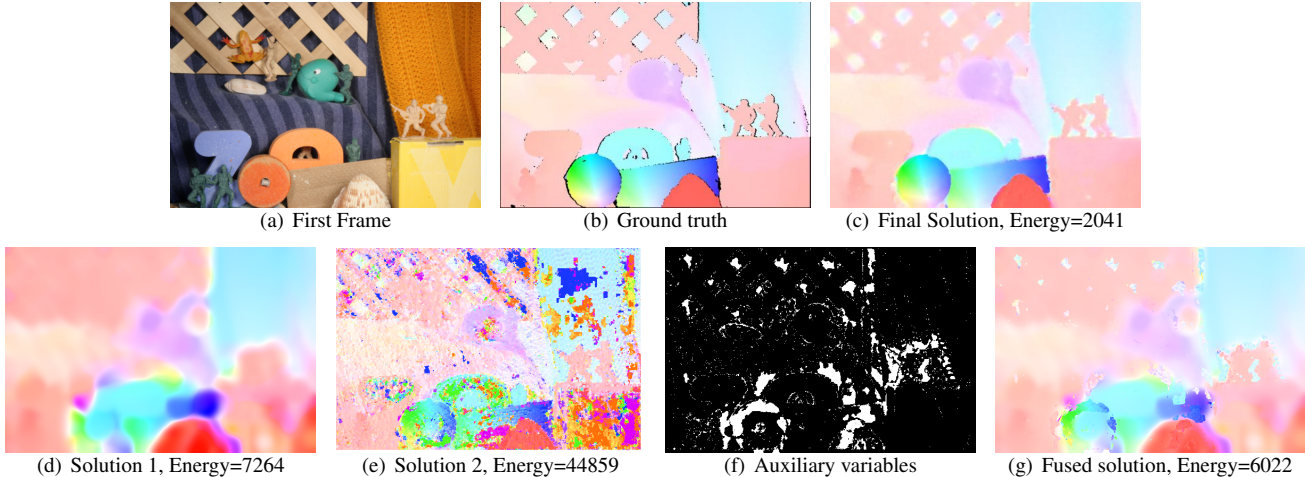 (a) First Frame
(b) Ground truth
(c) Final Solution, Energy=2041
(d) Solution 1, Energy=7264
(e) Solution 2, Energy=44859
(f) Auxiliary variables
(g) Fused solution, Energy=6022